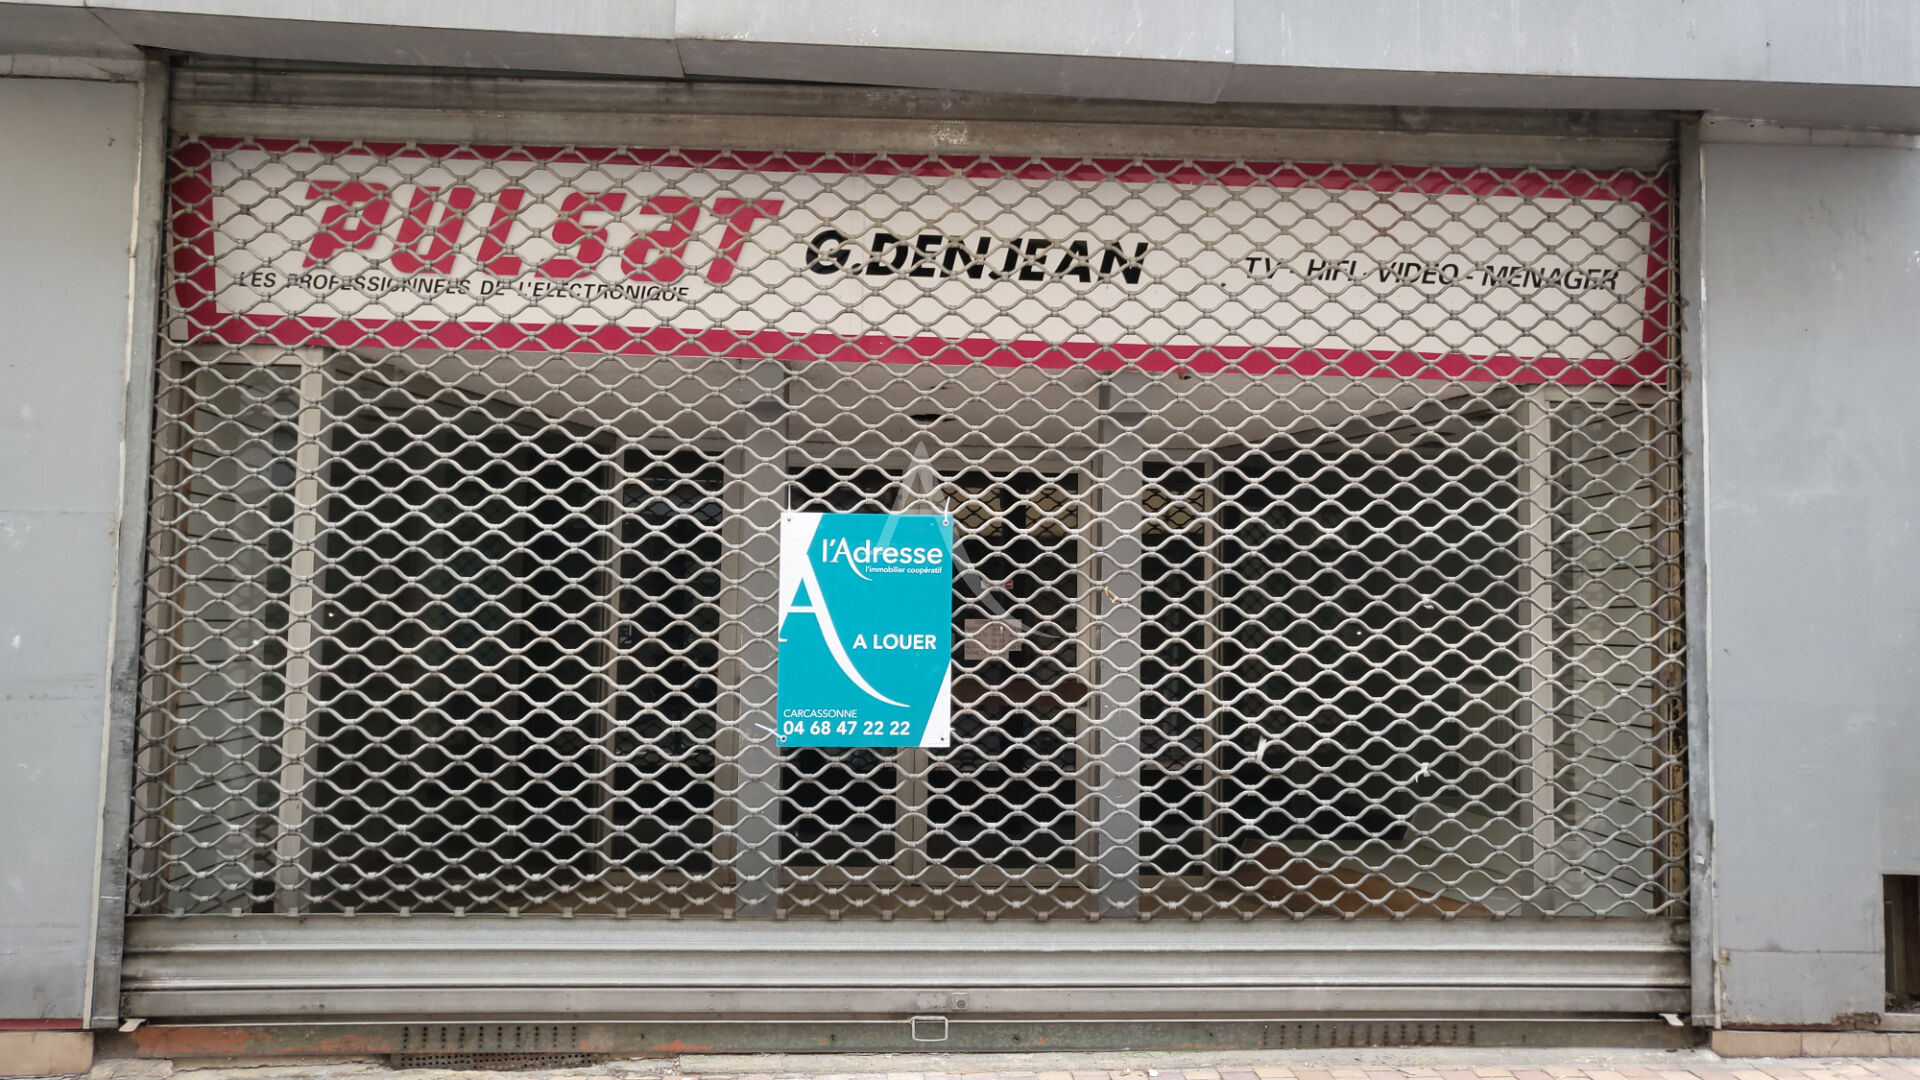 PULSAT
G.DENJEAN
TV - HIFI - VIDEO - MENAGER
LES PROFESSIONNELS DE L'ELECTRONIQUE
l'Adresse
l'immobilier coopératif
A
A LOUER
CARCASSONNE
04 68 47 22 22